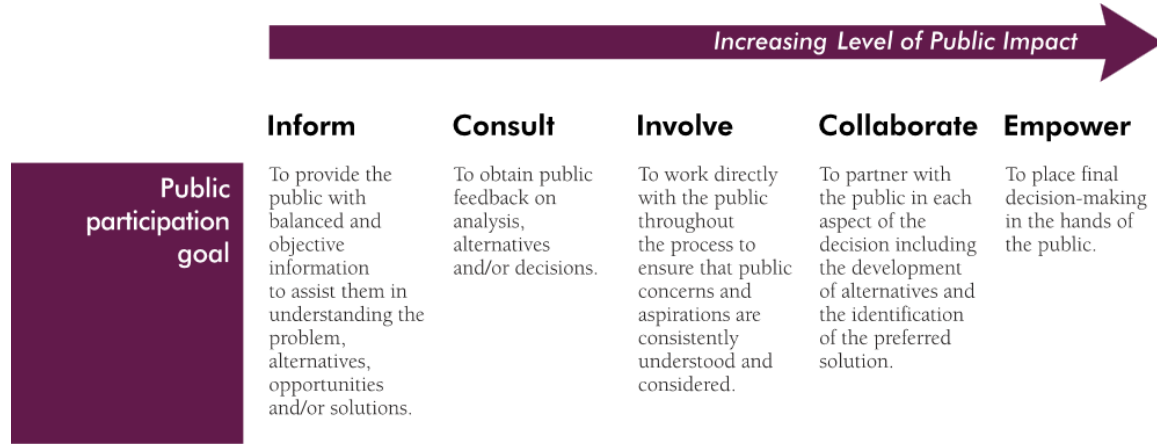 Increasing Level of Public Impact
Inform
Consult
Involve
Collaborate
Empower
Public
participation
goal
To provide the
public with
balanced and
objective
information
to assist them in
understanding the
problem,
alternatives,
opportunities
and/or solutions.
To obtain public
feedback on
analysis,
alternatives
and/or decisions.
To work directly
with the public
throughout
the process to
ensure that public
concerns and
aspirations are
consistently
understood and
considered.
To partner with
the public in each
aspect of the
decision including
the development
of alternatives and
the identification
of the preferred
solution.
To place final
decision-making
in the hands of
the public.